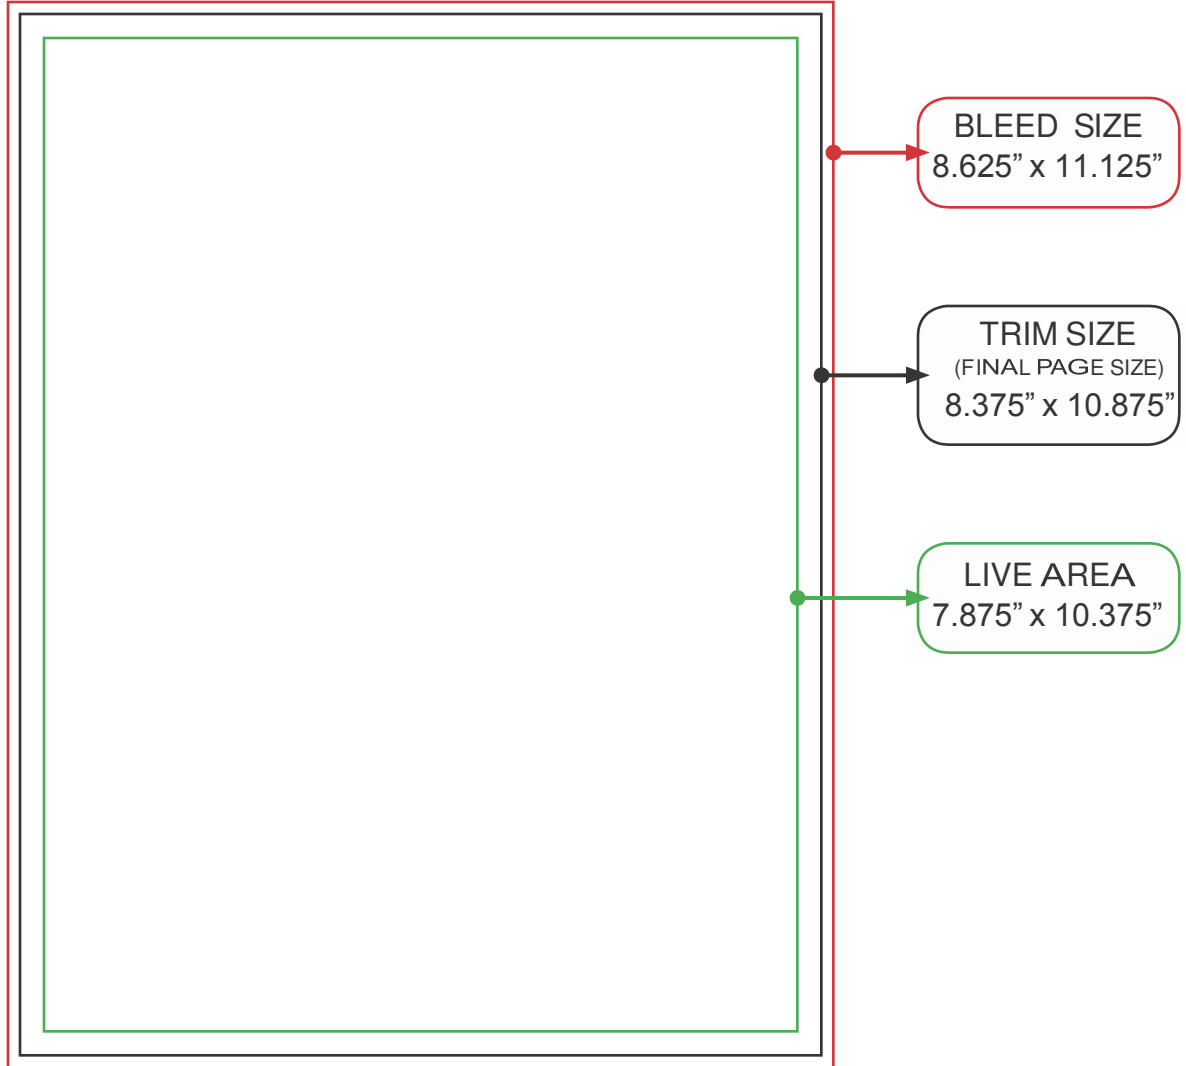 BLEED SIZE
8.625” x 11.125”
TRIM SIZE
(FINAL PAGE SIZE)
8.375” x 10.875”
LIVE AREA
7.875” x 10.375”